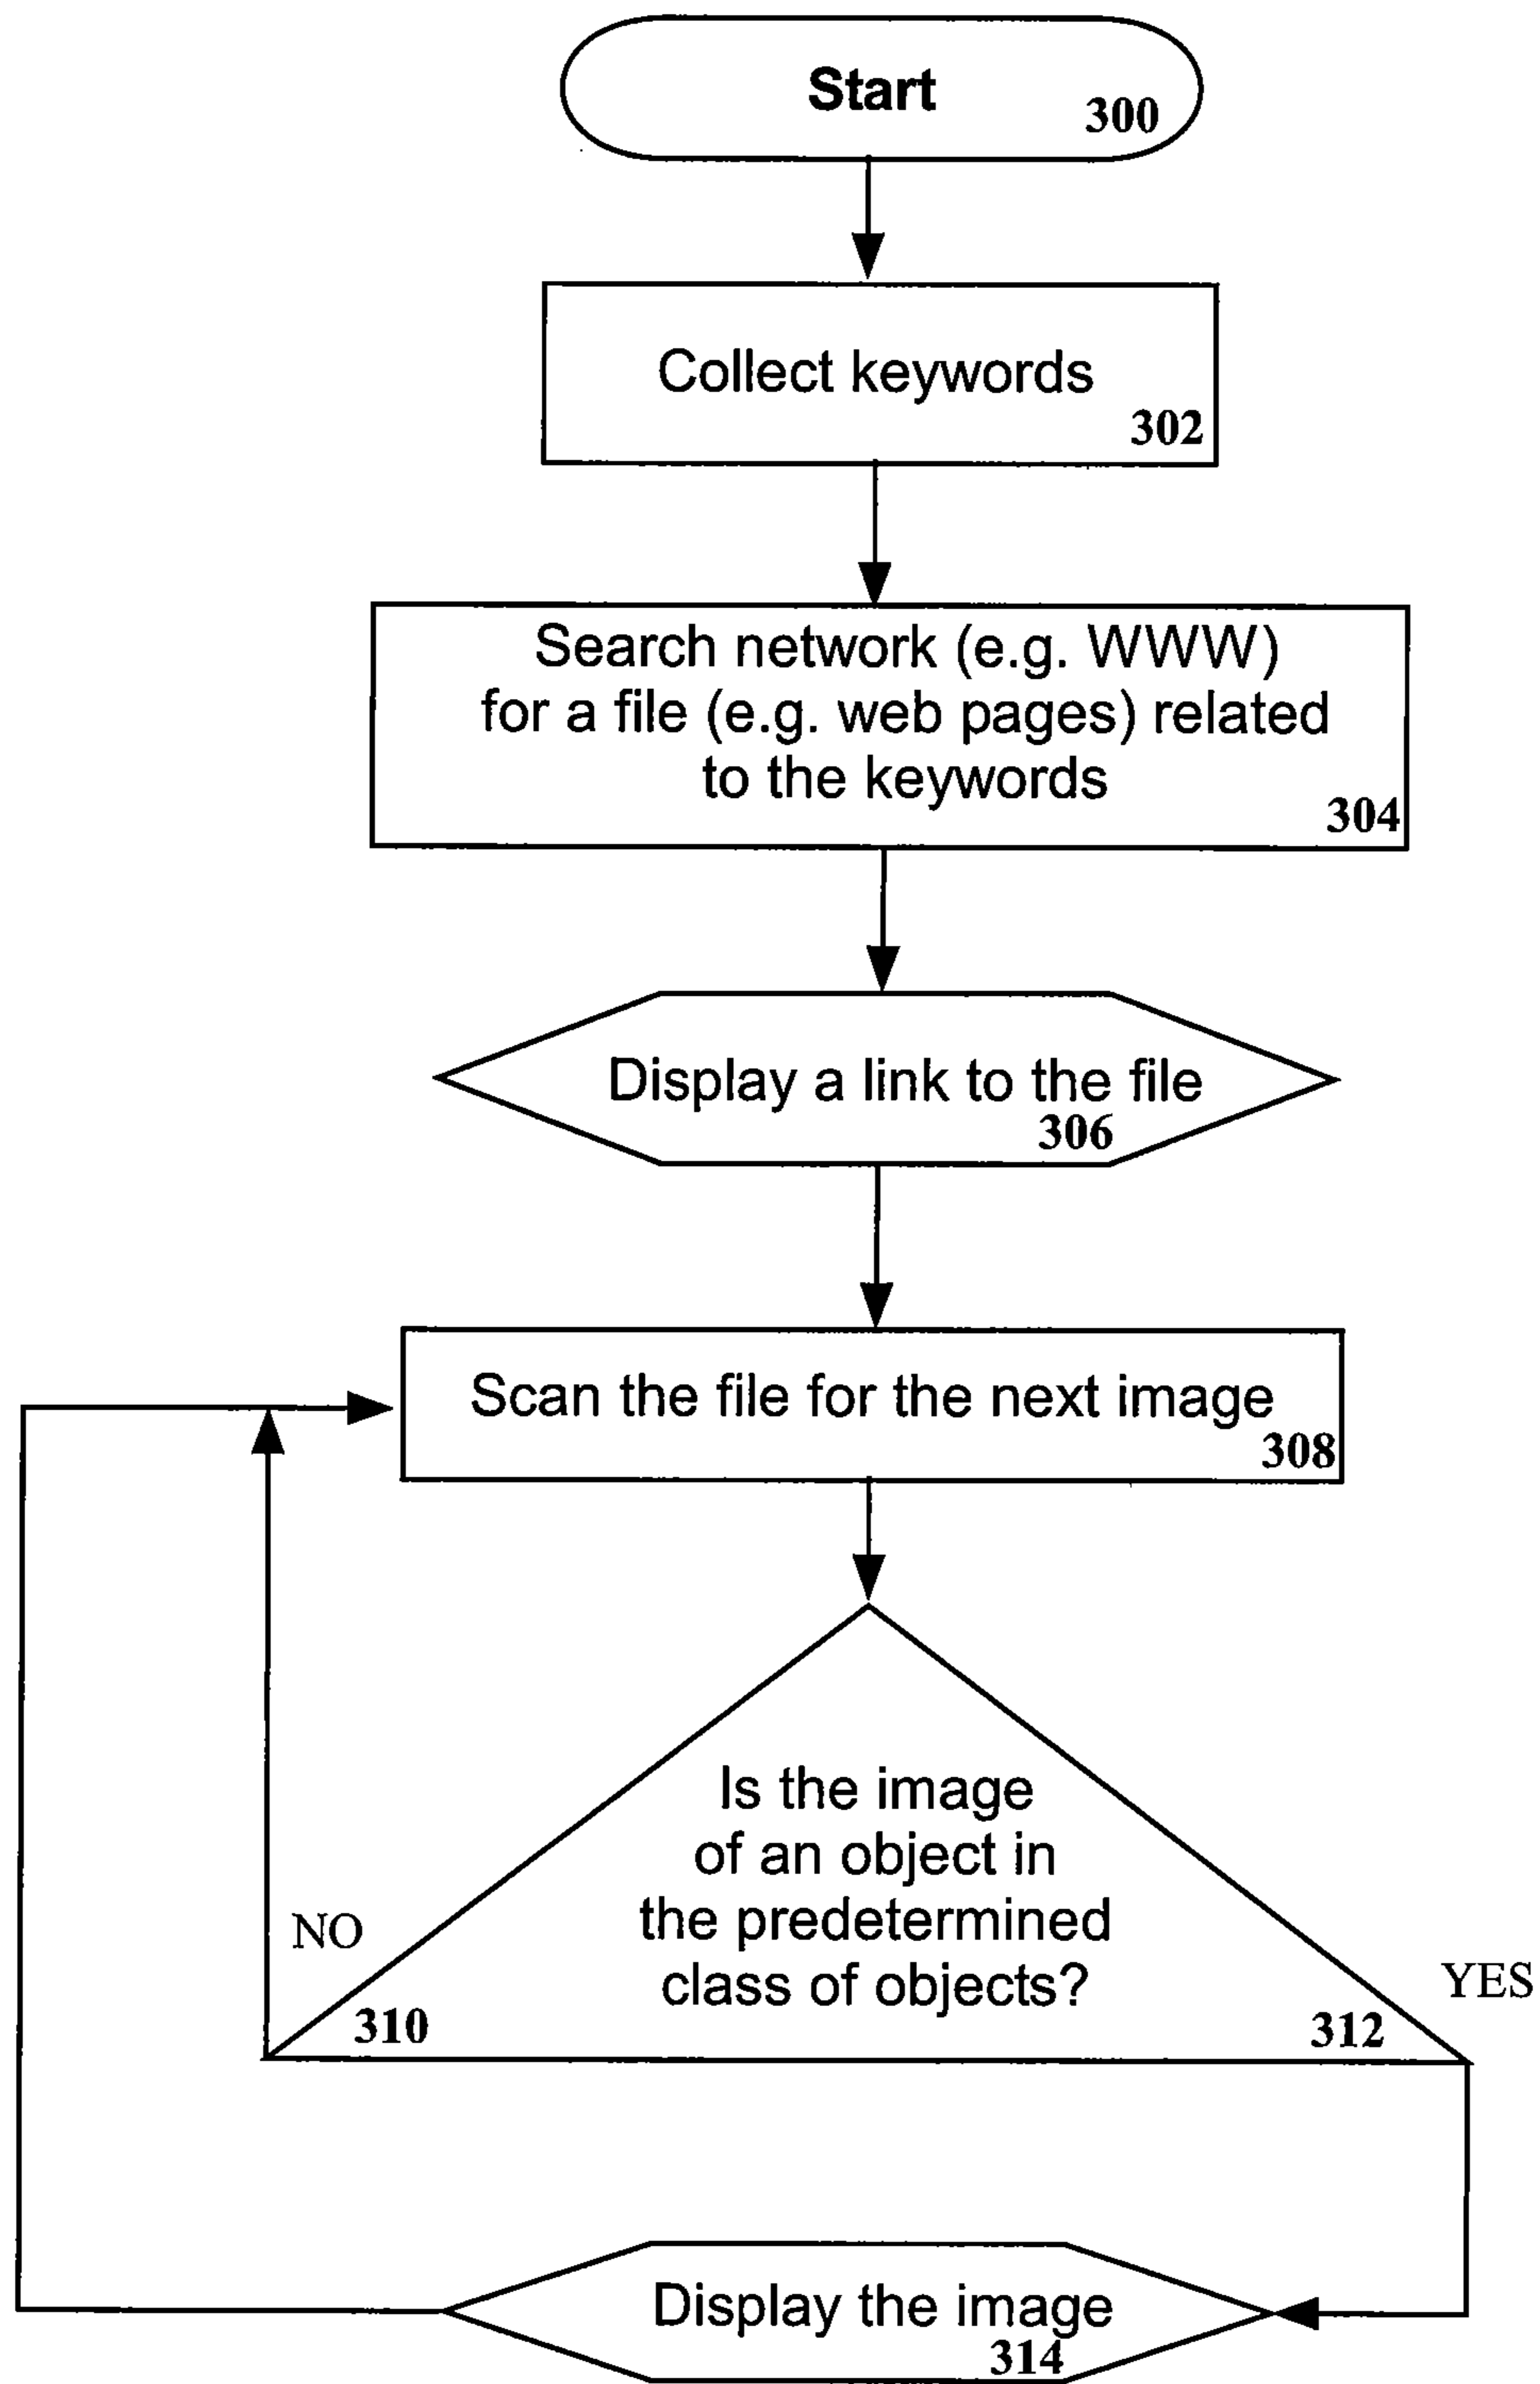 Start
300
Collect keywords
302
Search network (e.g. WWW)
for a file (e.g. web pages) related
to the keywords
304
Display a link to the file
306
Scan the file for the next image
308
Is the image
of an object in
the predetermined
class of objects?
NO
YES
310
312
Display the image
314